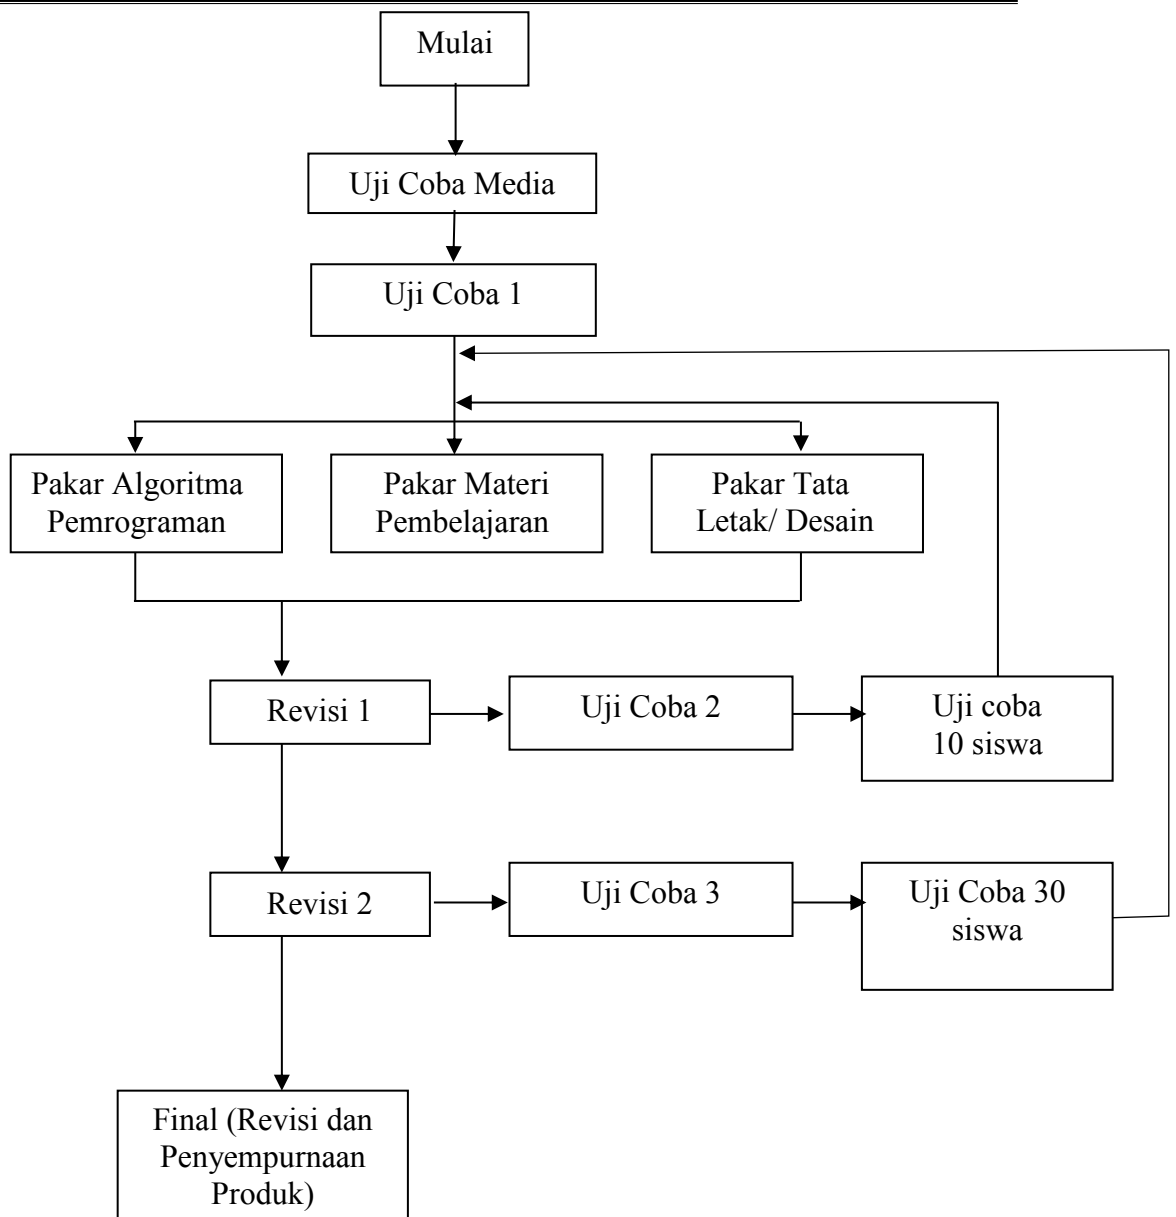 Mulai
Uji Coba Media
Uji Coba 1
Pakar Algoritma
Pemrograman
Pakar Materi
Pembelajaran
Pakar Tata
Letak/ Desain
Revisi 1
Uji Coba 2
Uji coba
10 siswa
Revisi 2
Uji Coba 3
Uji Coba 30
siswa
Final (Revisi dan
Penyempurnaan
Produk)